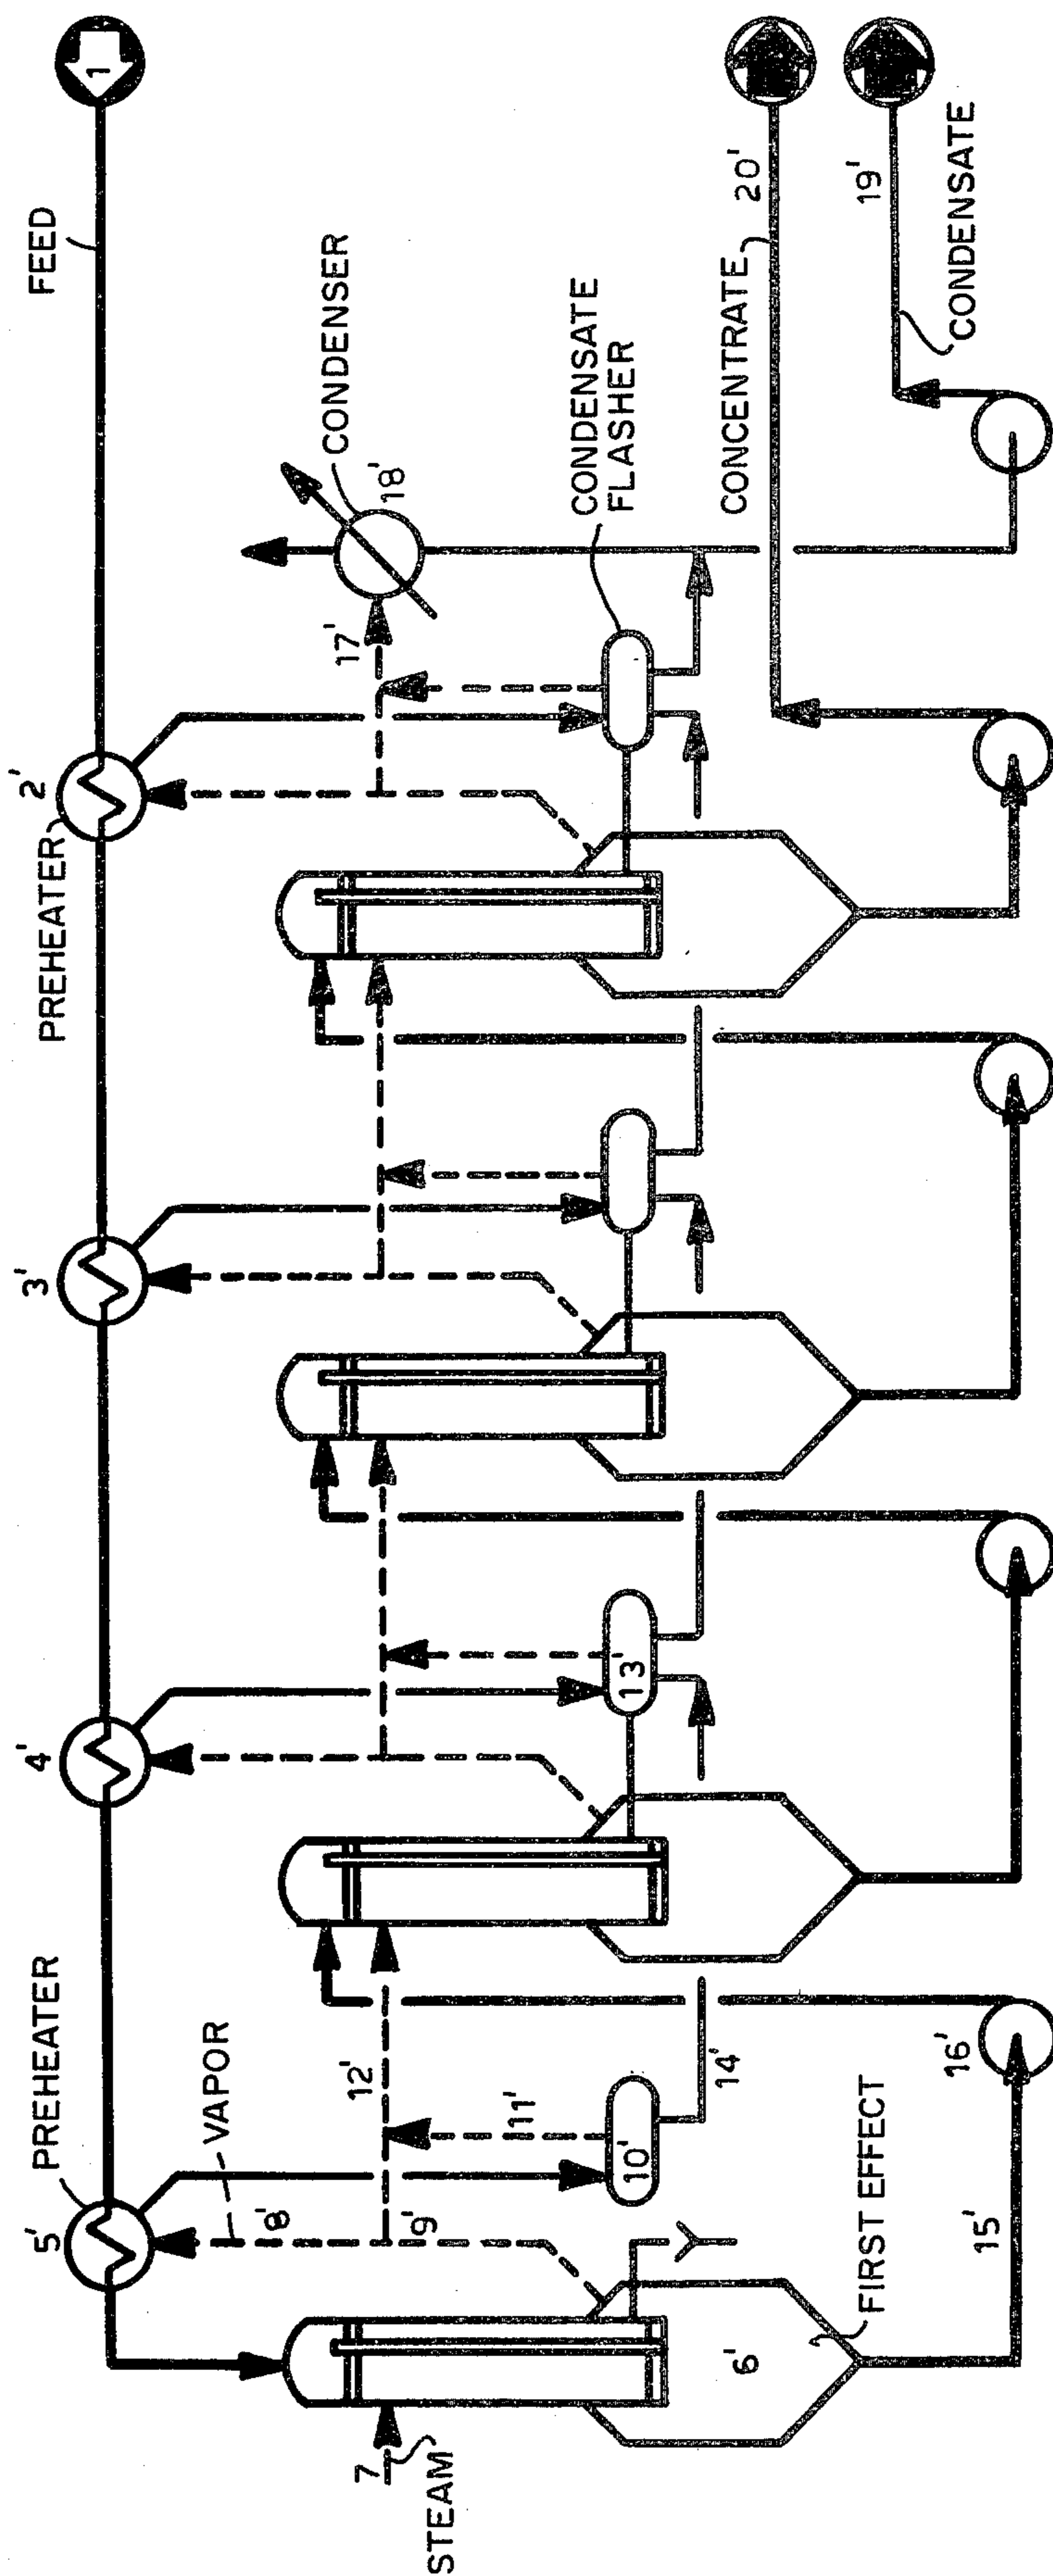 1
FEED
PREHEATER
2'
3'
4'
PREHEATER
5'
VAPOR
8'
9'
12'
11'
10'
13'
14'
17'
CONDENSER
18'
CONDENSATE
FLASHER
CONCENTRATE
20'
19'
CONDENSATE
7
STEAM
6'
FIRST EFFECT
15'
16'